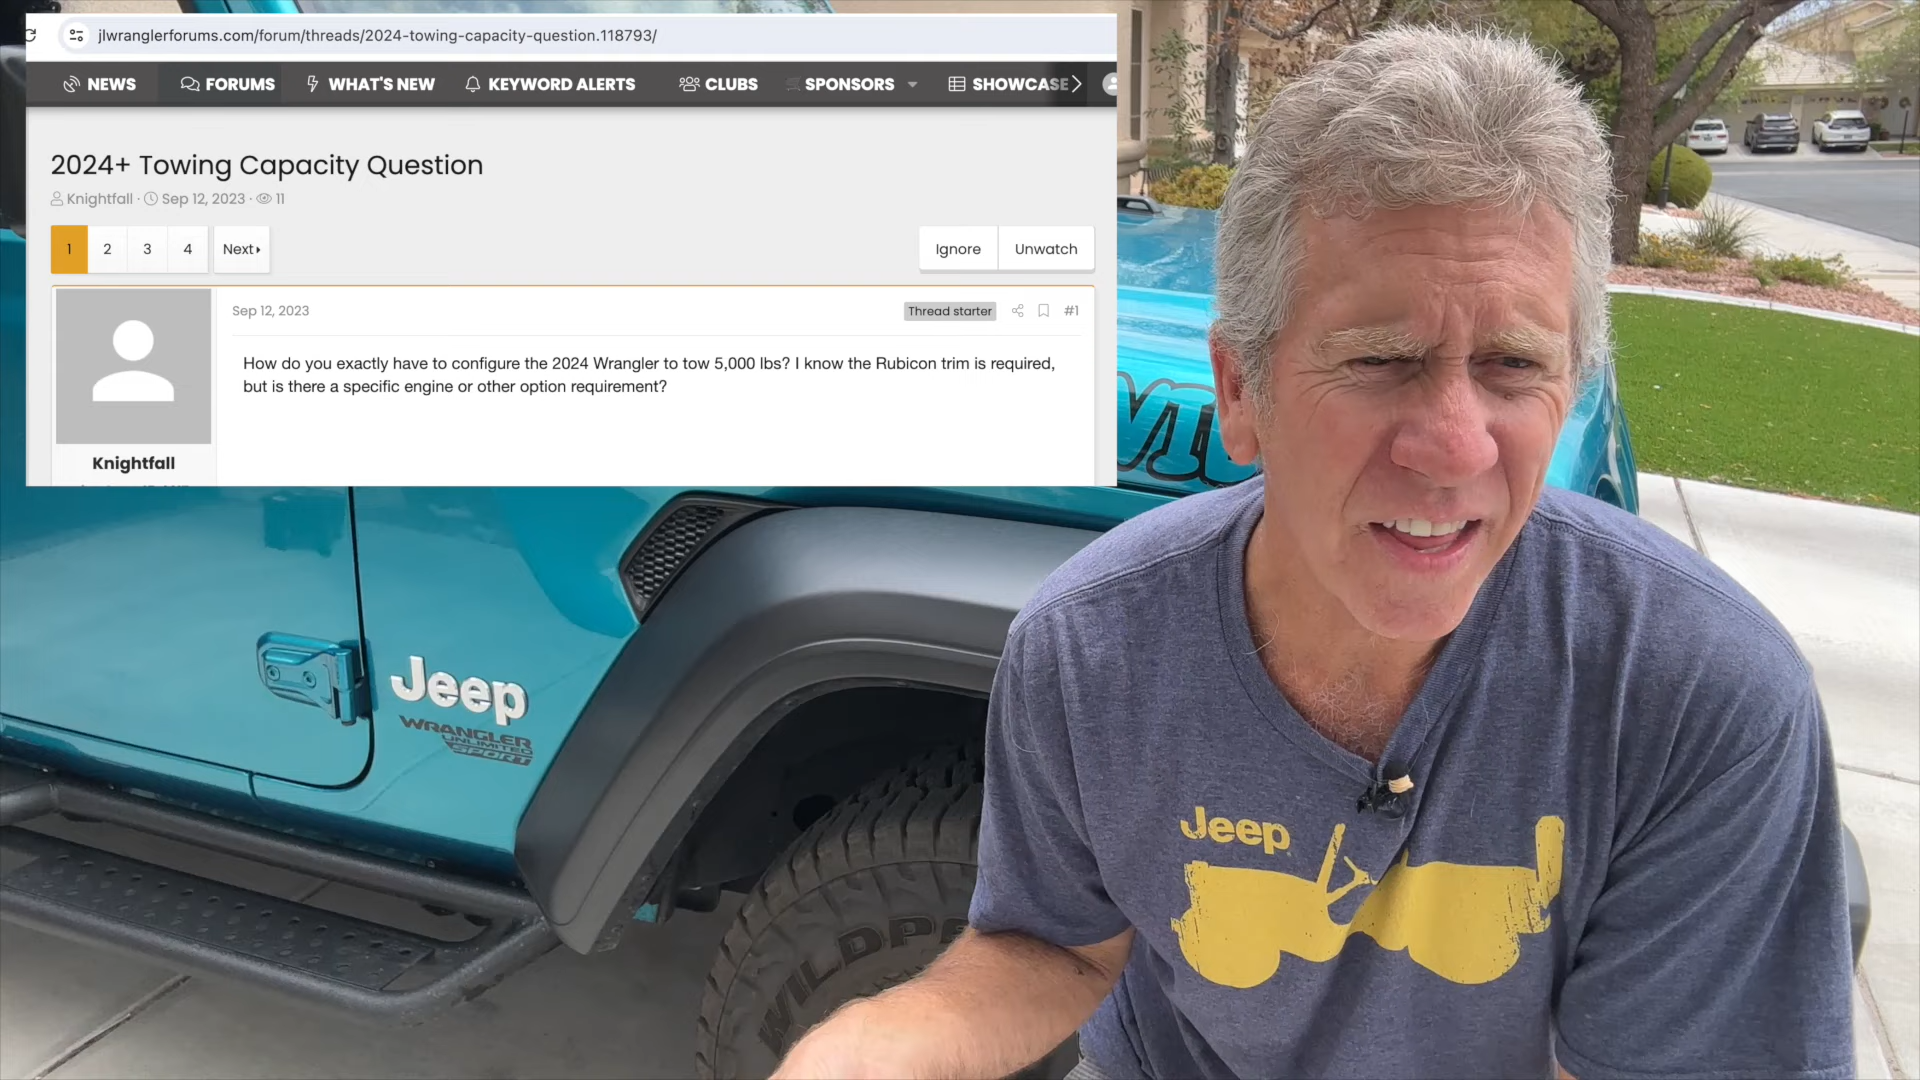 jlwranglerforums.com/forum/threads/2024-towing-capacity-question.118793/
NEWS FORUMS WHAT'S NEW KEYWORD ALERTS CLUBS SPONSORS SHOWCASE
2024+ Towing Capacity Question
Knightfall · Sep 12, 2023 · 11
1 2 3 4 Next Ignore Unwatch
Sep 12, 2023 Thread starter #1
How do you exactly have to configure the 2024 Wrangler to tow 5,000 lbs? I know the Rubicon trim is required,
but is there a specific engine or other option requirement?
Knightfall
Jeep
WRANGLER
UNLIMITED
SPORT
Jeep